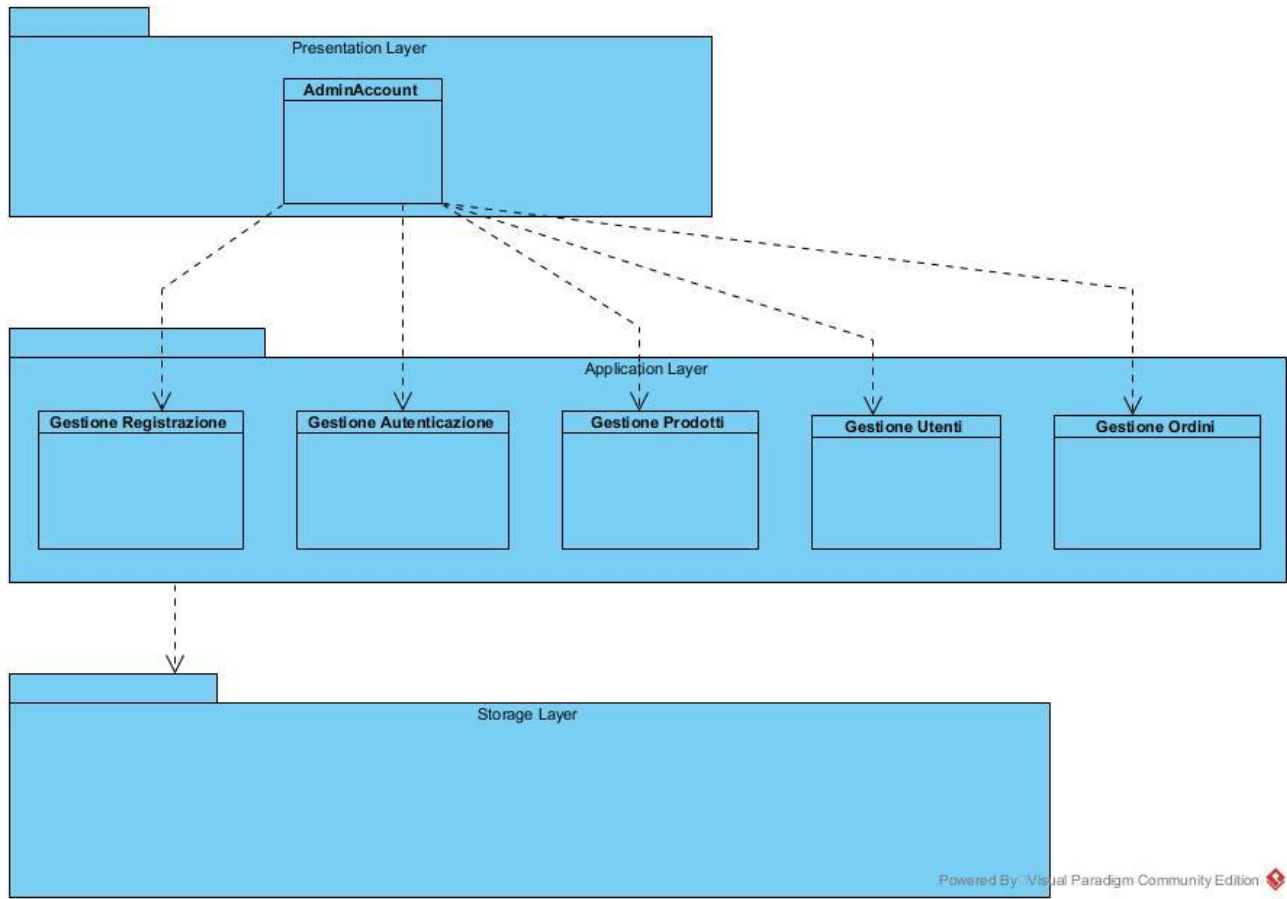 Presentation Layer
AdminAccount
Application Layer
Gestione Registrazione
Gestione Autenticazione
Gestione Prodotti
Gestione Utenti
Gestione Ordini
Storage Layer
Powered By Visual Paradigm Community Edition